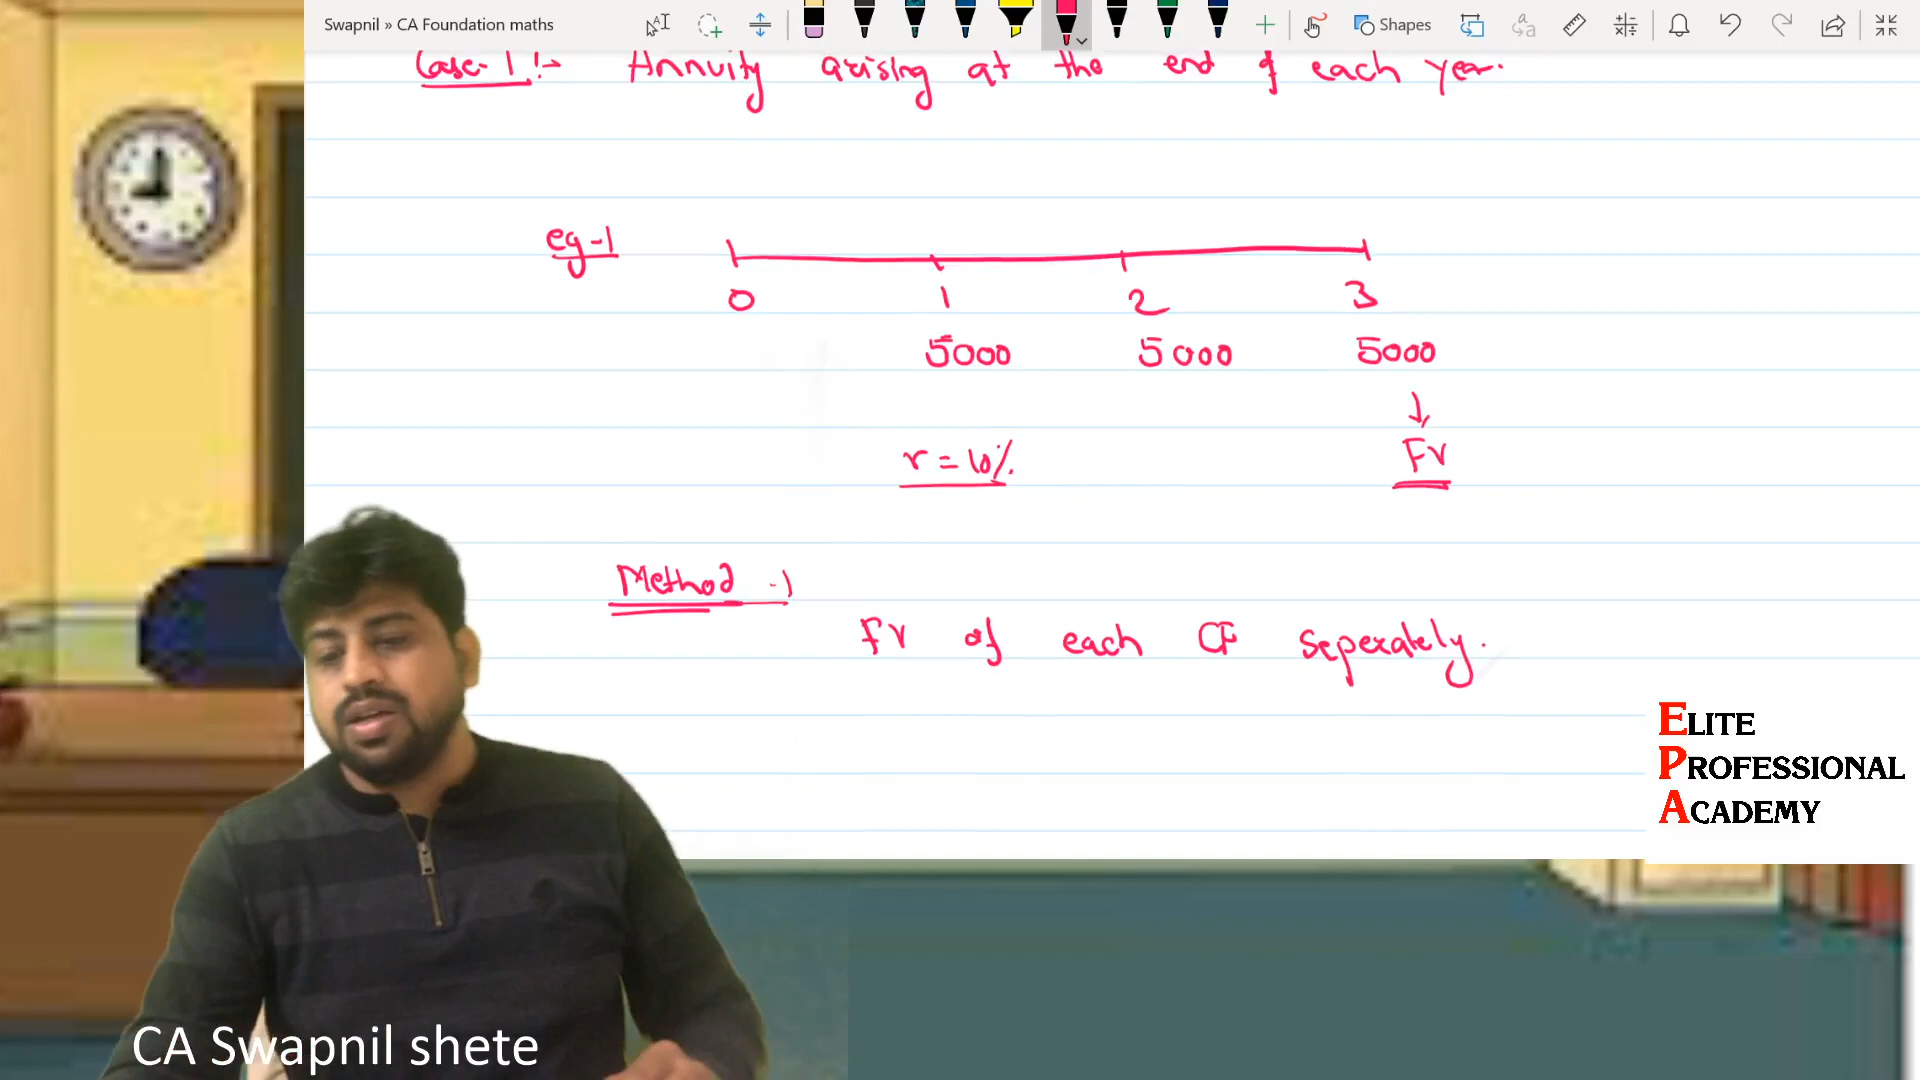 Swapnil » CA Foundation maths
Shapes
Case-1 :- Annuity arising at the end of each year.
eg-1
0 1 2 3
5000 5000 5000
r = 10% FV
Method -1
FV of each CF seperately.
ELITE
PROFESSIONAL
ACADEMY
CA Swapnil shete